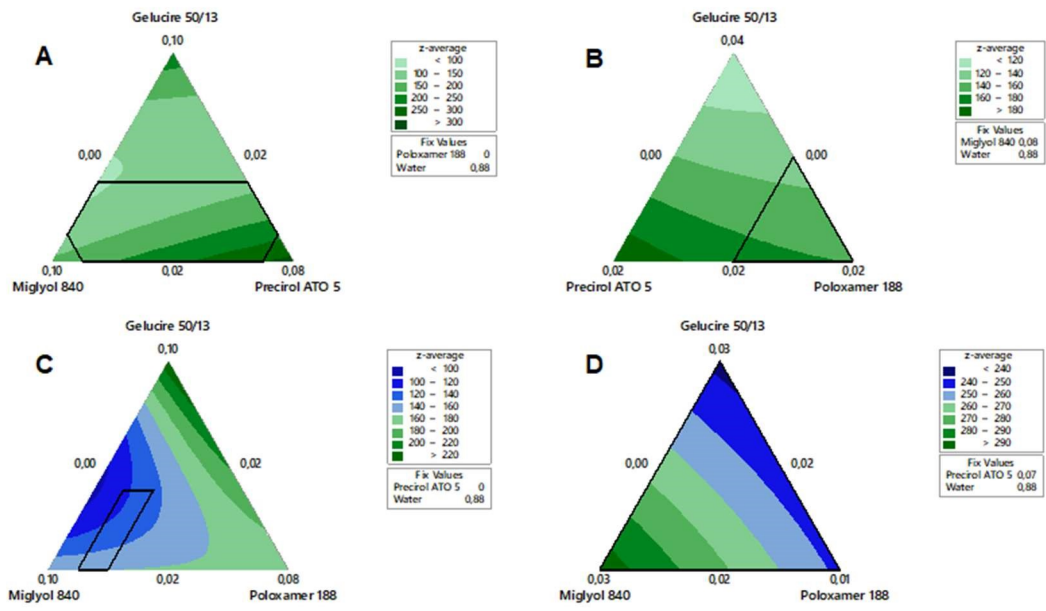 Gelucire 50/13
A
0,10
0,00
0,02
0,10
0,02
0,08
Miglyol 840
Precirol ATO 5
z-average
< 100
100 – 150
150 – 200
200 – 250
250 – 300
> 300
Fix Values
Poloxamer 188 0
Water 0,88
Gelucire 50/13
B
0,04
0,00
0,00
0,02
0,02
0,02
Precirol ATO 5
Poloxamer 188
z-average
< 120
120 – 140
140 – 160
160 – 180
> 180
Fix Values
Miglyol 840 0,08
Water 0,88
Gelucire 50/13
C
0,10
0,00
0,02
0,10
0,02
0,08
Miglyol 840
Poloxamer 188
z-average
< 100
100 – 120
120 – 140
140 – 160
160 – 180
180 – 200
200 – 220
> 220
Fix Values
Precirol ATO 5 0
Water 0,88
Gelucire 50/13
D
0,03
0,00
0,02
0,03
0,02
0,01
Miglyol 840
Poloxamer 188
z-average
< 240
240 – 250
250 – 260
260 – 270
270 – 280
280 – 290
> 290
Fix Values
Precirol ATO 5 0,07
Water 0,88